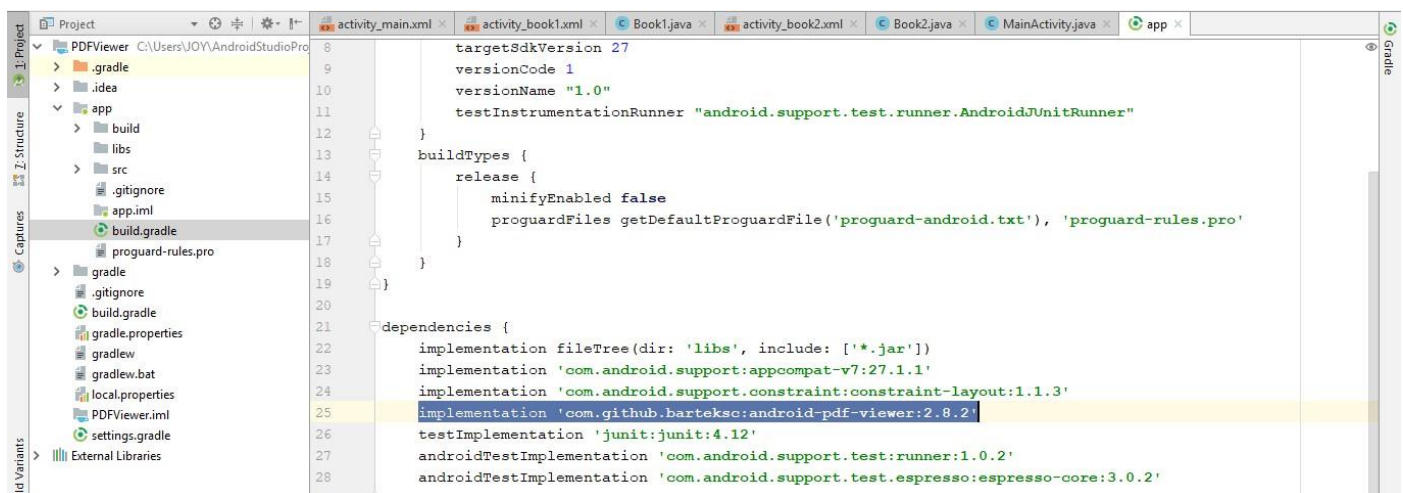 Project
activity_main.xml
activity_book1.xml
Book1.java
activity_book2.xml
Book2.java
MainActivity.java
app
1: Project
Z: Structure
Captures
ld Variants
PDFViewer C:\Users\JOY\AndroidStudioPro
.gradle
.idea
app
build
libs
src
.gitignore
app.iml
build.gradle
proguard-rules.pro
gradle
.gitignore
build.gradle
gradle.properties
gradlew
gradlew.bat
local.properties
PDFViewer.iml
settings.gradle
External Libraries
8 targetSdkVersion 27
9 versionCode 1
10 versionName "1.0"
11 testInstrumentationRunner "android.support.test.runner.AndroidJUnitRunner"
12 }
13 buildTypes {
14 release {
15 minifyEnabled false
16 proguardFiles getDefaultProguardFile('proguard-android.txt'), 'proguard-rules.pro'
17 }
18 }
19 }
20
21 dependencies {
22 implementation fileTree(dir: 'libs', include: ['*.jar'])
23 implementation 'com.android.support:appcompat-v7:27.1.1'
24 implementation 'com.android.support.constraint:constraint-layout:1.1.3'
25 implementation 'com.github.barteksc:android-pdf-viewer:2.8.2'
26 testImplementation 'junit:junit:4.12'
27 androidTestImplementation 'com.android.support.test:runner:1.0.2'
28 androidTestImplementation 'com.android.support.test.espresso:espresso-core:3.0.2'
Gradle